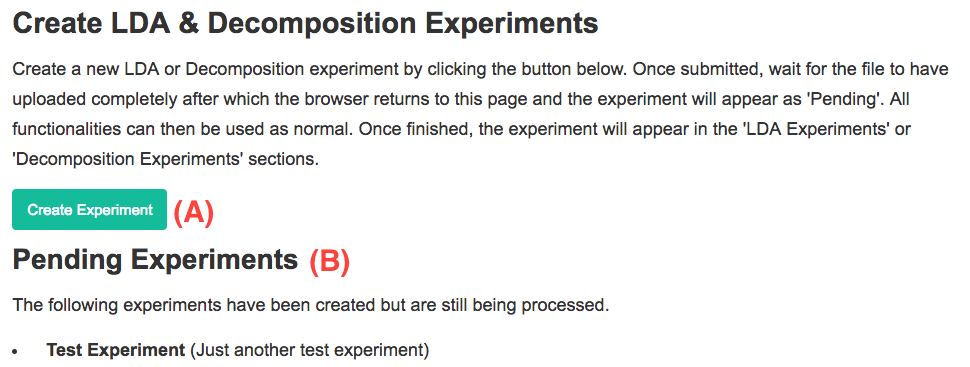 Create LDA & Decomposition Experiments
Create a new LDA or Decomposition experiment by clicking the button below. Once submitted, wait for the file to have
uploaded completely after which the browser returns to this page and the experiment will appear as 'Pending'. All
functionalities can then be used as normal. Once finished, the experiment will appear in the 'LDA Experiments' or
'Decomposition Experiments' sections.
Create Experiment (A)
Pending Experiments (B)
The following experiments have been created but are still being processed.
• Test Experiment (Just another test experiment)